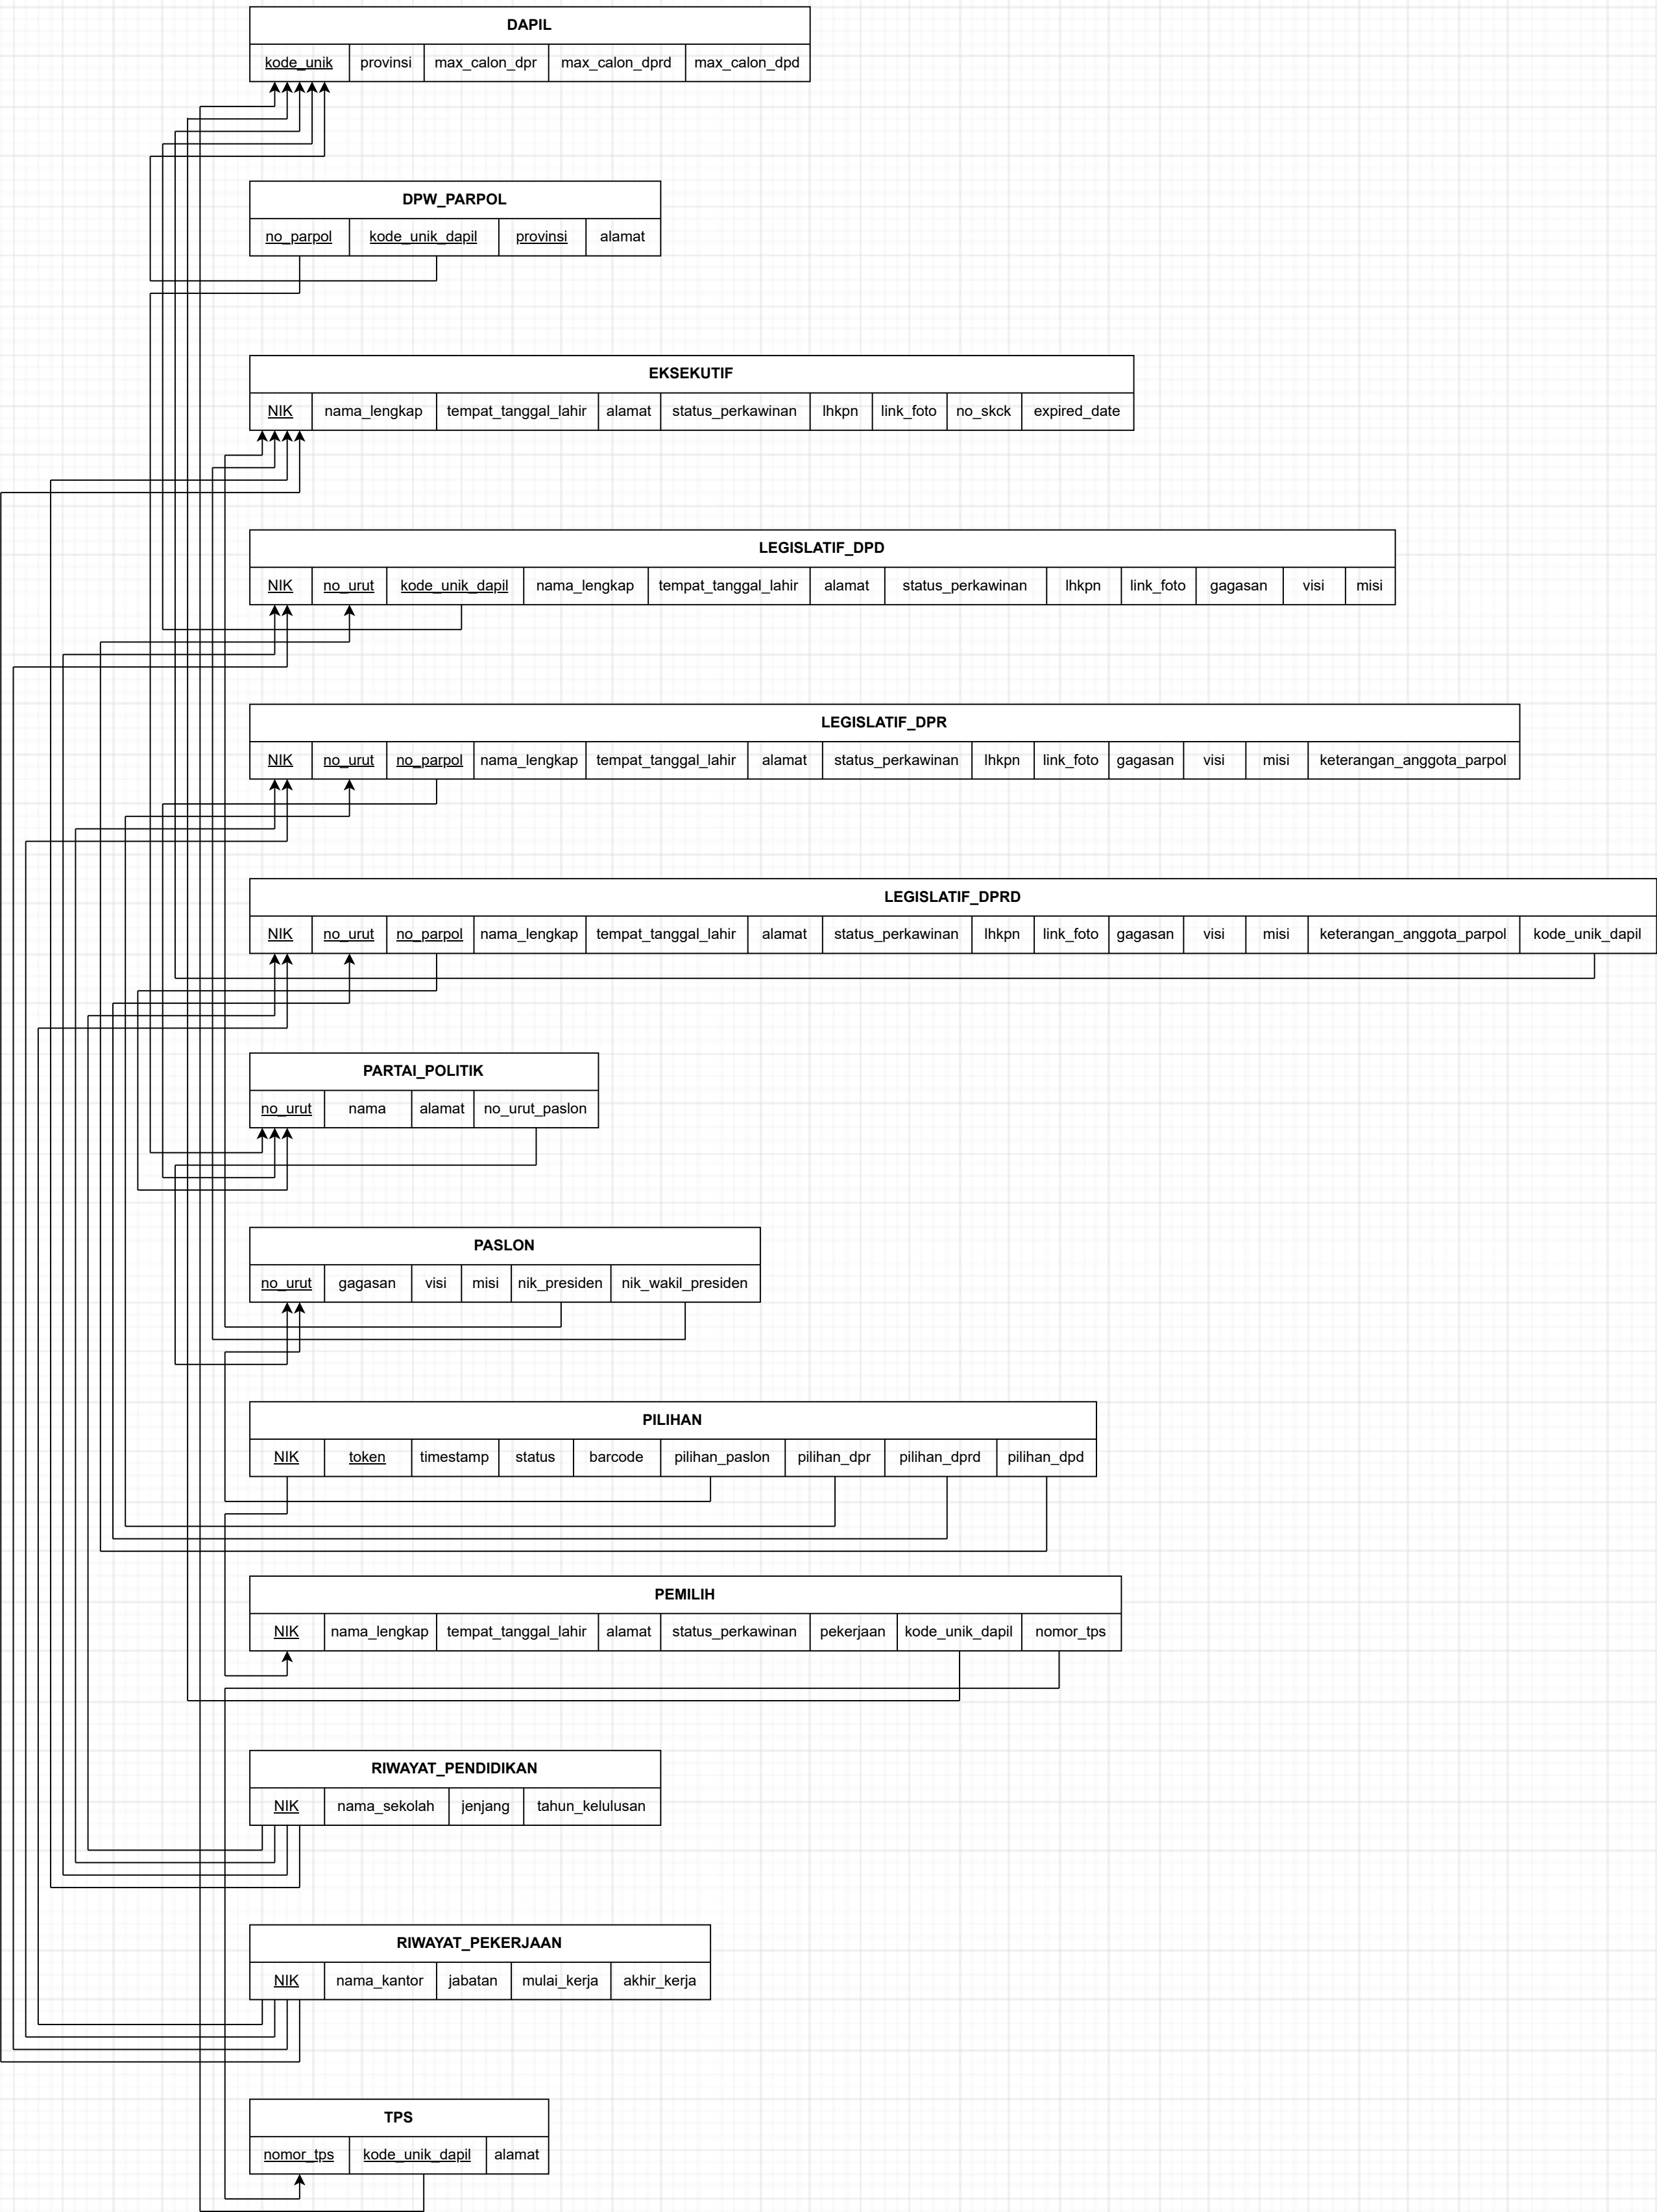 DAPIL
kode_unik provinsi max_calon_dpr max_calon_dprd max_calon_dpd
DPW_PARPOL
no_parpol kode_unik_dapil provinsi alamat
EKSEKUTIF
NIK nama_lengkap tempat_tanggal_lahir alamat status_perkawinan lhkpn link_foto no_skck expired_date
LEGISLATIF_DPD
NIK no_urut kode_unik_dapil nama_lengkap tempat_tanggal_lahir alamat status_perkawinan lhkpn link_foto gagasan visi misi
LEGISLATIF_DPR
NIK no_urut no_parpol nama_lengkap tempat_tanggal_lahir alamat status_perkawinan lhkpn link_foto gagasan visi misi keterangan_anggota_parpol
LEGISLATIF_DPRD
NIK no_urut no_parpol nama_lengkap tempat_tanggal_lahir alamat status_perkawinan lhkpn link_foto gagasan visi misi keterangan_anggota_parpol kode_unik_dapil
PARTAI_POLITIK
no_urut nama alamat no_urut_paslon
PASLON
no_urut gagasan visi misi nik_presiden nik_wakil_presiden
PILIHAN
NIK token timestamp status barcode pilihan_paslon pilihan_dpr pilihan_dprd pilihan_dpd
PEMILIH
NIK nama_lengkap tempat_tanggal_lahir alamat status_perkawinan pekerjaan kode_unik_dapil nomor_tps
RIWAYAT_PENDIDIKAN
NIK nama_sekolah jenjang tahun_kelulusan
RIWAYAT_PEKERJAAN
NIK nama_kantor jabatan mulai_kerja akhir_kerja
TPS
nomor_tps kode_unik_dapil alamat